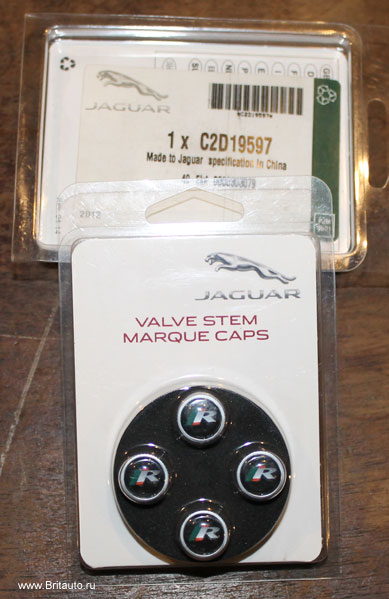 JAGUAR
1 x C2D19597
Made to Jaguar specification in China
2012
JAGUAR
VALVE STEM
MARQUE CAPS
R
R
R
R
www.Britauto.ru